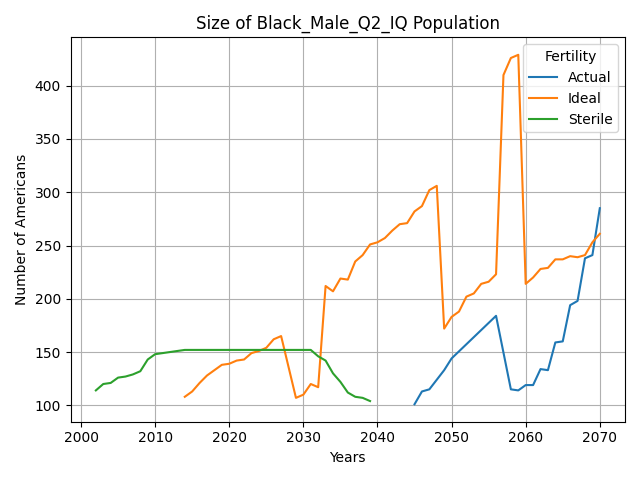 Size of Black_Male_Q2_IQ Population
Fertility
Actual
Ideal
Sterile
Number of Americans
400
350
300
250
200
150
100
2000 2010 2020 2030 2040 2050 2060 2070
Years